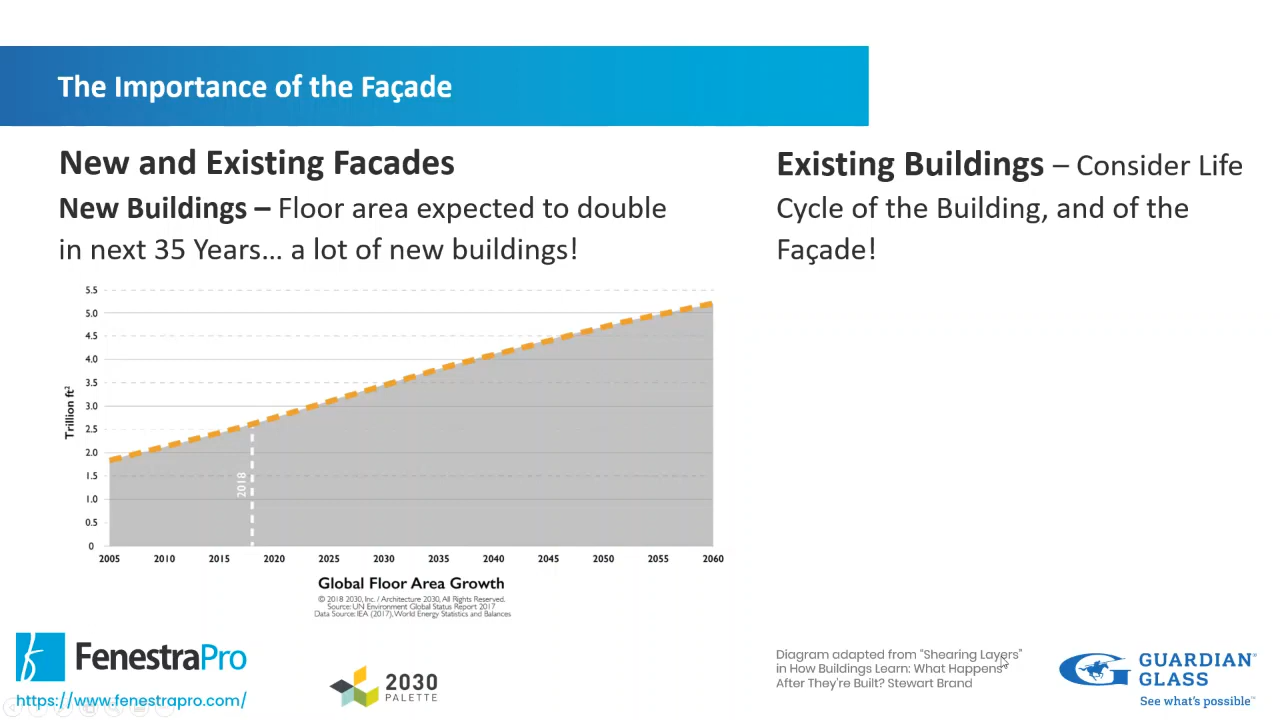 The Importance of the Façade
New and Existing Facades
New Buildings – Floor area expected to double
in next 35 Years... a lot of new buildings!
Existing Buildings – Consider Life
Cycle of the Building, and of the
Façade!
5.5
5.0
4.5
4.0
3.5
3.0
2.5
2.0
1.5
1.0
0.5
0
Trillion ft²
2018
2005 2010 2015 2020 2025 2030 2035 2040 2045 2050 2055 2060
Global Floor Area Growth
© 2018 2030, Inc. / Architecture 2030, All Rights Reserved.
Source: UN Environment Global Status Report 2017
Data Source: IEA (2017), World Energy Statistics and Balances
FenestraPro
https://www.fenestrapro.com/
2030
PALETTE
Diagram adapted from "Shearing Layers"
in How Buildings Learn: What Happens
After They're Built? Stewart Brand
GUARDIAN®
GLASS
See what's possible™